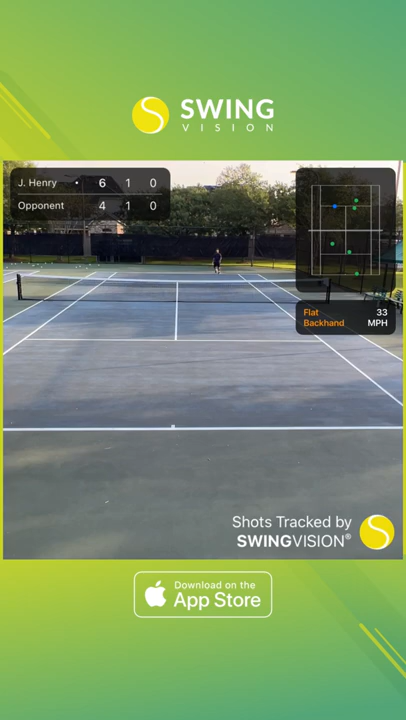 SWING
VISION
J. Henry • 6 1 0
Opponent 4 1 0
Flat 33
Backhand MPH
Shots Tracked by
SWINGVISION®
Download on the
App Store